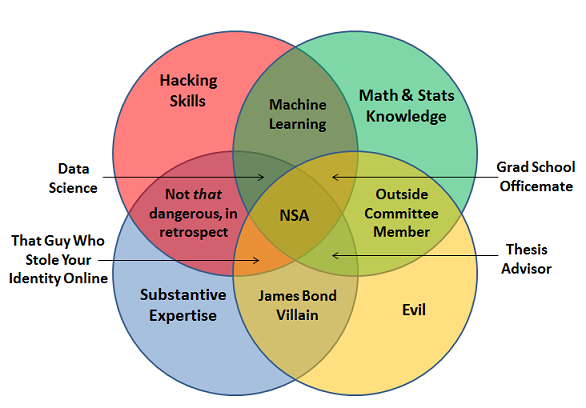 Hacking
Skills
Math & Stats
Knowledge
Machine
Learning
Data
Science
Grad School
Officemate
Not that
dangerous, in
retrospect
NSA
Outside
Committee
Member
That Guy Who
Stole Your
Identity Online
Thesis
Advisor
Substantive
Expertise
James Bond
Villain
Evil